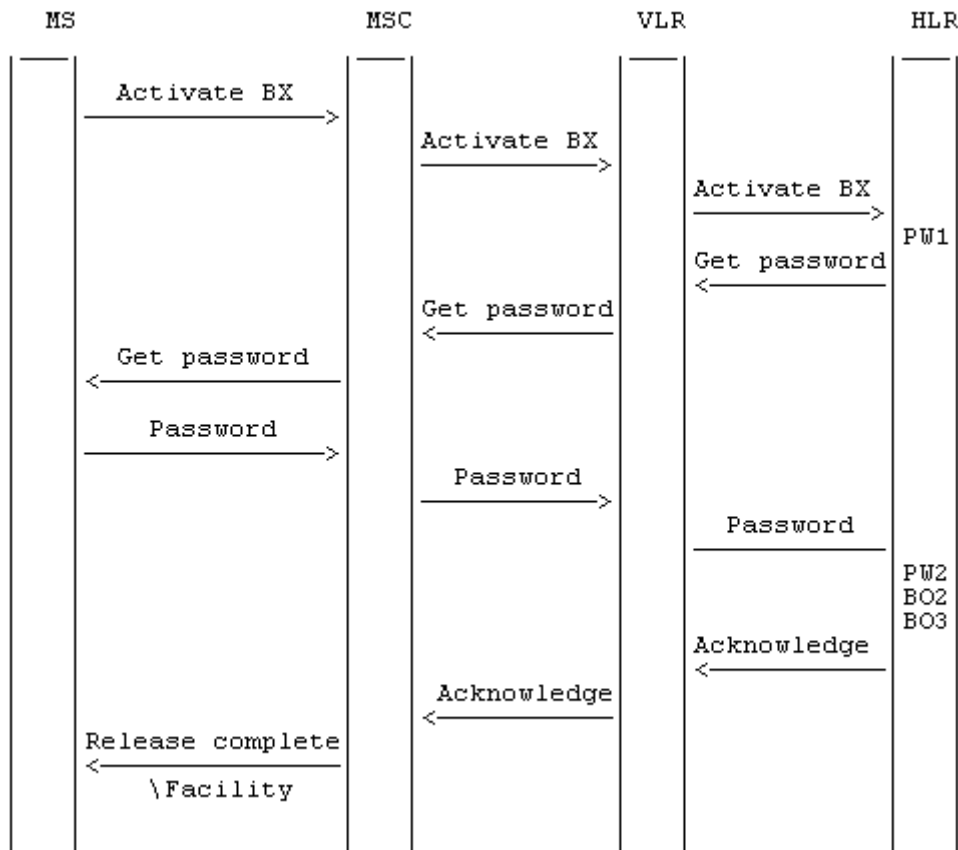 MS MSC VLR HLR
Activate BX
Activate BX
Activate BX
PW1
Get password
Get password
Get password
Password
Password
Password
PW2
BO2
BO3
Acknowledge
Acknowledge
Release complete
\Facility